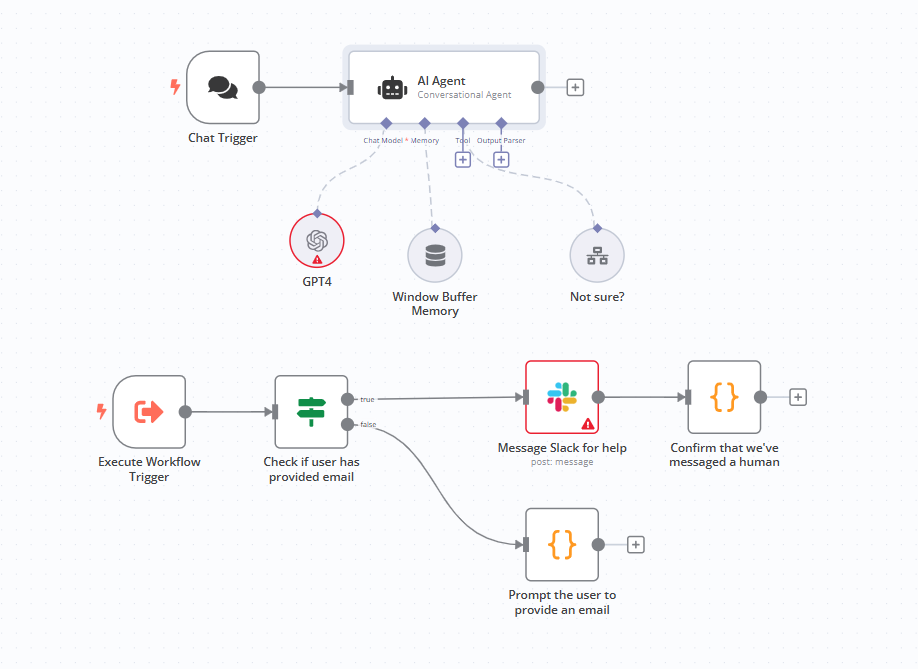 AI Agent
Conversational Agent
Chat Trigger
Chat Model *
Memory
Tool
Output Parser
GPT4
Window Buffer
Memory
Not sure?
Execute Workflow
Trigger
Check if user has
provided email
true
false
Message Slack for help
post: message
Confirm that we've
messaged a human
Prompt the user to
provide an email